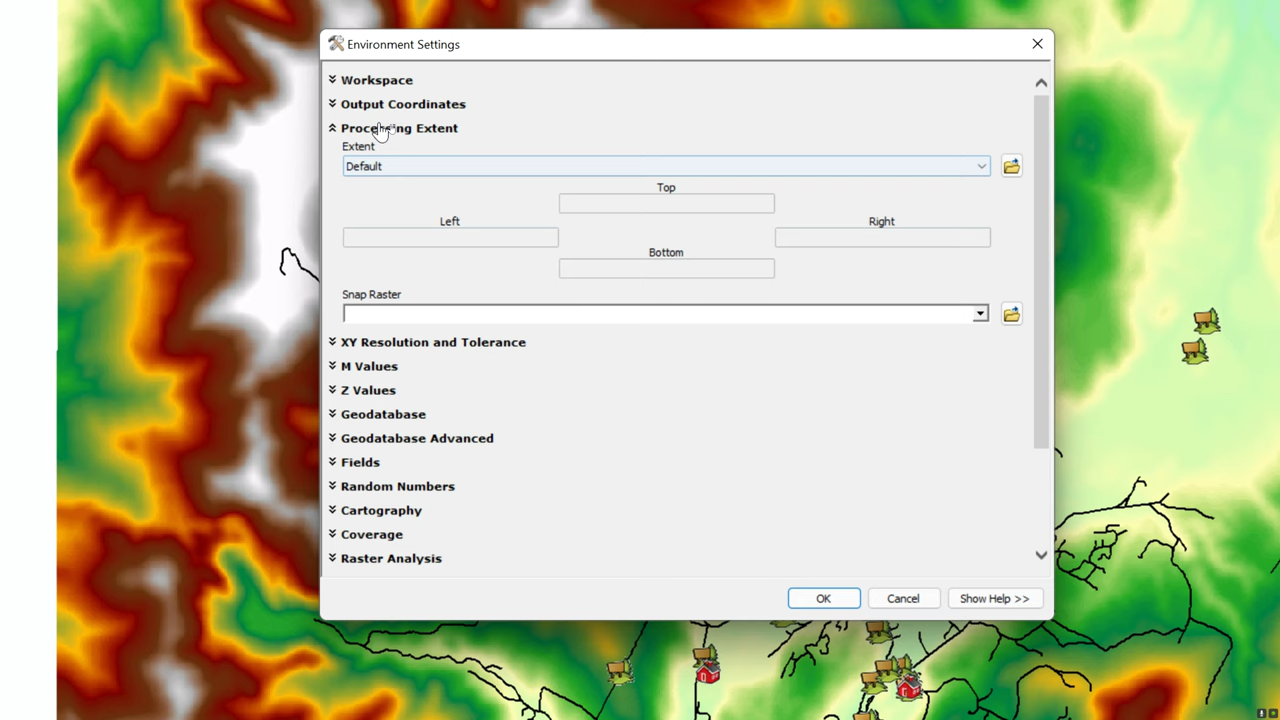 Environment Settings
Workspace
Output Coordinates
Processing Extent
Extent
Default
Top
Left
Right
Bottom
Snap Raster
XY Resolution and Tolerance
M Values
Z Values
Geodatabase
Geodatabase Advanced
Fields
Random Numbers
Cartography
Coverage
Raster Analysis
OK
Cancel
Show Help >>